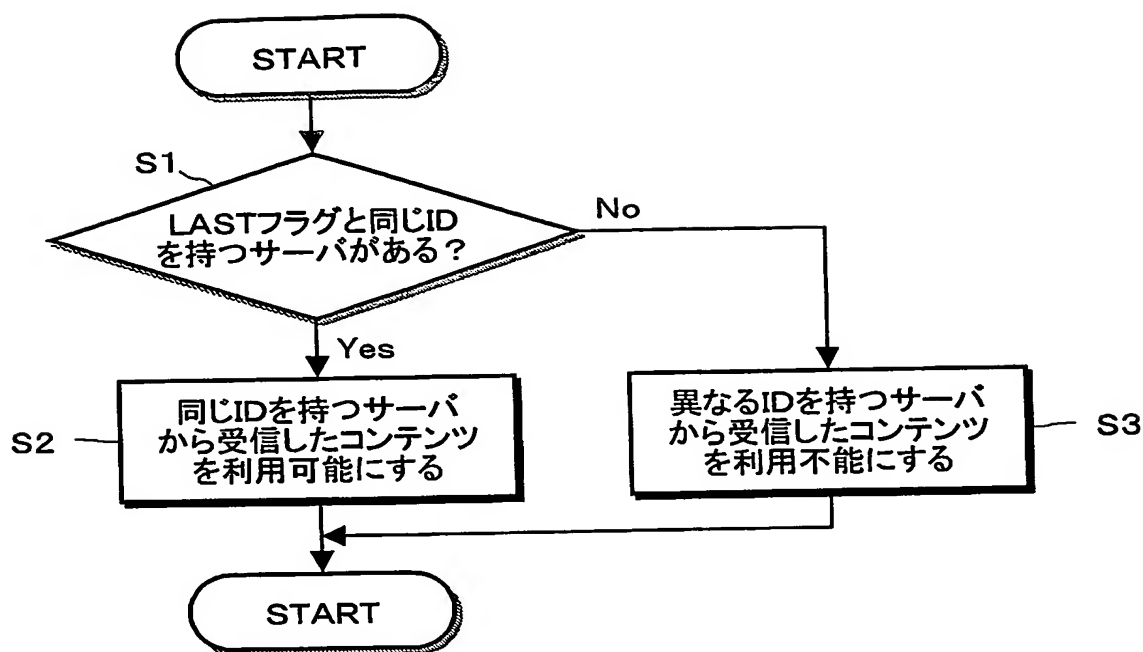 START
S1
LASTフラグと同じID
を持つサーバがある?
No
Yes
S2
同じIDを持つサーバ
から受信したコンテンツ
を利用可能にする
異なるIDを持つサーバ
から受信したコンテンツ
を利用不能にする
S3
START